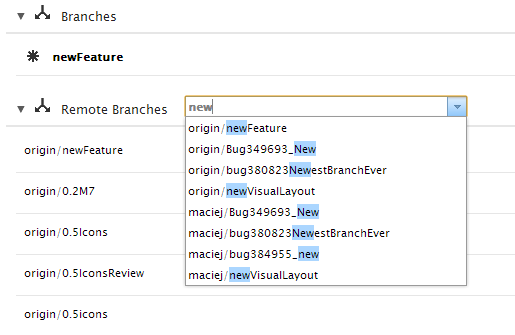 Branches
newFeature
Remote Branches
new
origin/newFeature
origin/Bug349693_New
origin/bug380823NewestBranchEver
origin/newVisualLayout
maciej/Bug349693_New
maciej/bug380823NewestBranchEver
maciej/bug384955_new
maciej/newVisualLayout
origin/newFeature
origin/0.2M7
origin/0.5Icons
origin/0.5IconsReview
origin/0.5icons